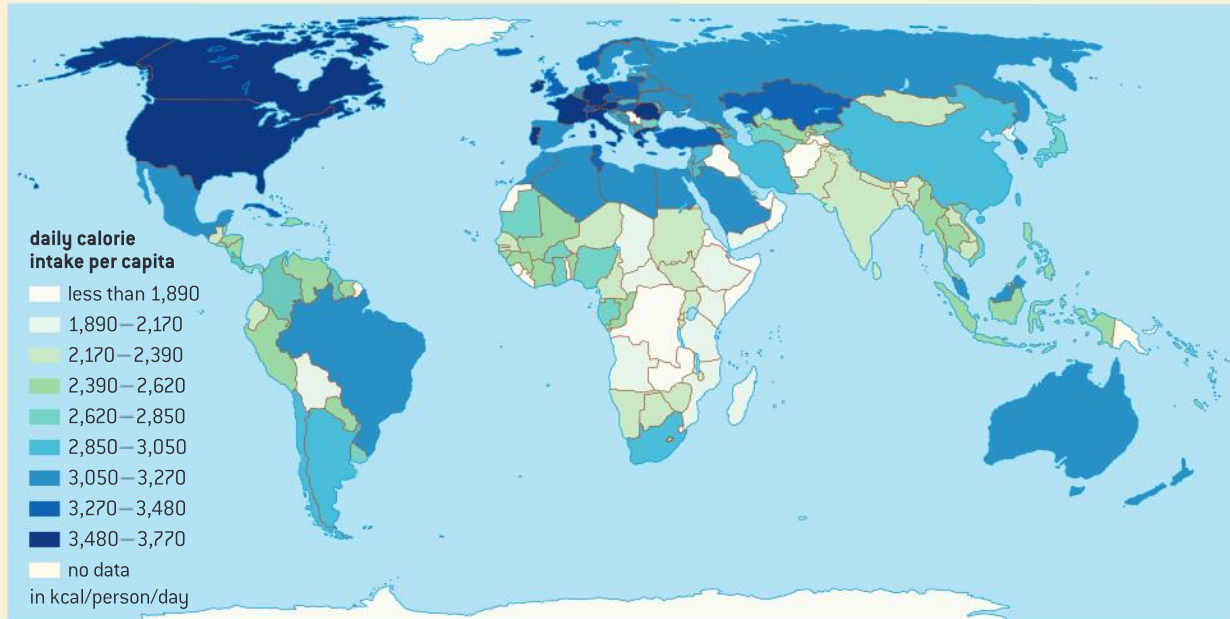 daily calorie
intake per capita
less than 1,890
1,890—2,170
2,170—2,390
2,390—2,620
2,620—2,850
2,850—3,050
3,050—3,270
3,270—3,480
3,480—3,770
no data
in kcal/person/day